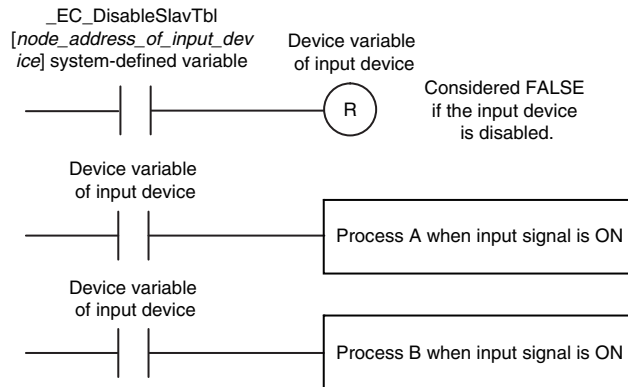 _EC_DisableSlavTbl
[node_address_of_input_dev
ice] system-defined variable
Device variable
of input device
R
Considered FALSE
if the input device
is disabled.
Device variable
of input device
Process A when input signal is ON
Device variable
of input device
Process B when input signal is ON